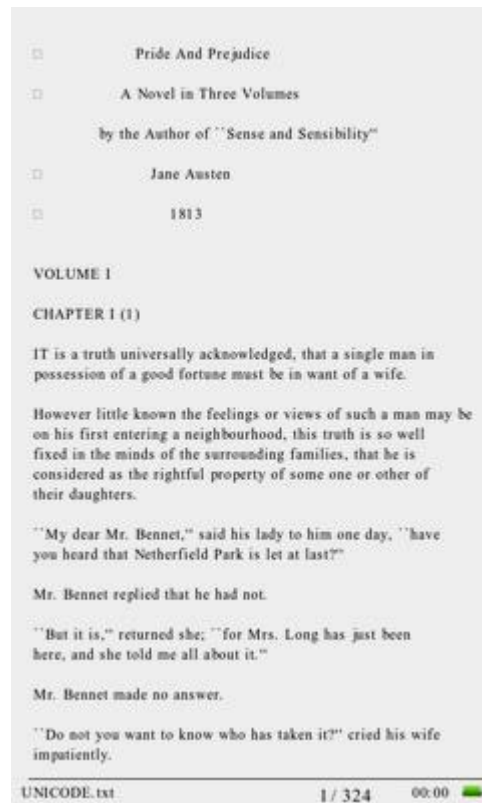 □ Pride And Prejudice
□ A Novel in Three Volumes
by the Author of ``Sense and Sensibility''
□ Jane Austen
□ 1813
VOLUME I
CHAPTER I (1)
IT is a truth universally acknowledged, that a single man in
possession of a good fortune must be in want of a wife.
However little known the feelings or views of such a man may be
on his first entering a neighbourhood, this truth is so well
fixed in the minds of the surrounding families, that he is
considered as the rightful property of some one or other of
their daughters.
``My dear Mr. Bennet,'' said his lady to him one day, ``have
you heard that Netherfield Park is let at last?''
Mr. Bennet replied that he had not.
``But it is,'' returned she; ``for Mrs. Long has just been
here, and she told me all about it.''
Mr. Bennet made no answer.
``Do not you want to know who has taken it?'' cried his wife
impatiently.
UNICODE.txt 1 / 324 00:00